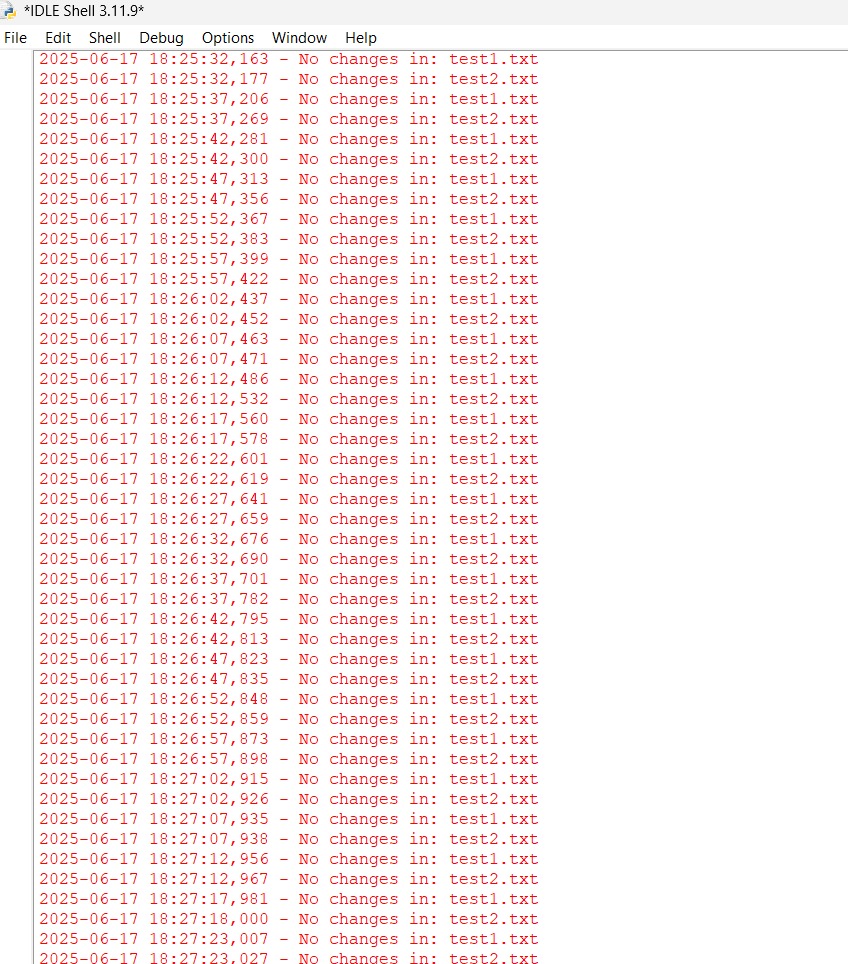 *IDLE Shell 3.11.9*
File Edit Shell Debug Options Window Help
2025-06-17 18:25:32,163 - No changes in: test1.txt
2025-06-17 18:25:32,177 - No changes in: test2.txt
2025-06-17 18:25:37,206 - No changes in: test1.txt
2025-06-17 18:25:37,269 - No changes in: test2.txt
2025-06-17 18:25:42,281 - No changes in: test1.txt
2025-06-17 18:25:42,300 - No changes in: test2.txt
2025-06-17 18:25:47,313 - No changes in: test1.txt
2025-06-17 18:25:47,356 - No changes in: test2.txt
2025-06-17 18:25:52,367 - No changes in: test1.txt
2025-06-17 18:25:52,383 - No changes in: test2.txt
2025-06-17 18:25:57,399 - No changes in: test1.txt
2025-06-17 18:25:57,422 - No changes in: test2.txt
2025-06-17 18:26:02,437 - No changes in: test1.txt
2025-06-17 18:26:02,452 - No changes in: test2.txt
2025-06-17 18:26:07,463 - No changes in: test1.txt
2025-06-17 18:26:07,471 - No changes in: test2.txt
2025-06-17 18:26:12,486 - No changes in: test1.txt
2025-06-17 18:26:12,532 - No changes in: test2.txt
2025-06-17 18:26:17,560 - No changes in: test1.txt
2025-06-17 18:26:17,578 - No changes in: test2.txt
2025-06-17 18:26:22,601 - No changes in: test1.txt
2025-06-17 18:26:22,619 - No changes in: test2.txt
2025-06-17 18:26:27,641 - No changes in: test1.txt
2025-06-17 18:26:27,659 - No changes in: test2.txt
2025-06-17 18:26:32,676 - No changes in: test1.txt
2025-06-17 18:26:32,690 - No changes in: test2.txt
2025-06-17 18:26:37,701 - No changes in: test1.txt
2025-06-17 18:26:37,782 - No changes in: test2.txt
2025-06-17 18:26:42,795 - No changes in: test1.txt
2025-06-17 18:26:42,813 - No changes in: test2.txt
2025-06-17 18:26:47,823 - No changes in: test1.txt
2025-06-17 18:26:47,835 - No changes in: test2.txt
2025-06-17 18:26:52,848 - No changes in: test1.txt
2025-06-17 18:26:52,859 - No changes in: test2.txt
2025-06-17 18:26:57,873 - No changes in: test1.txt
2025-06-17 18:26:57,898 - No changes in: test2.txt
2025-06-17 18:27:02,915 - No changes in: test1.txt
2025-06-17 18:27:02,926 - No changes in: test2.txt
2025-06-17 18:27:07,935 - No changes in: test1.txt
2025-06-17 18:27:07,938 - No changes in: test2.txt
2025-06-17 18:27:12,956 - No changes in: test1.txt
2025-06-17 18:27:12,967 - No changes in: test2.txt
2025-06-17 18:27:17,981 - No changes in: test1.txt
2025-06-17 18:27:18,000 - No changes in: test2.txt
2025-06-17 18:27:23,007 - No changes in: test1.txt
2025-06-17 18:27:23,027 - No changes in: test2.txt